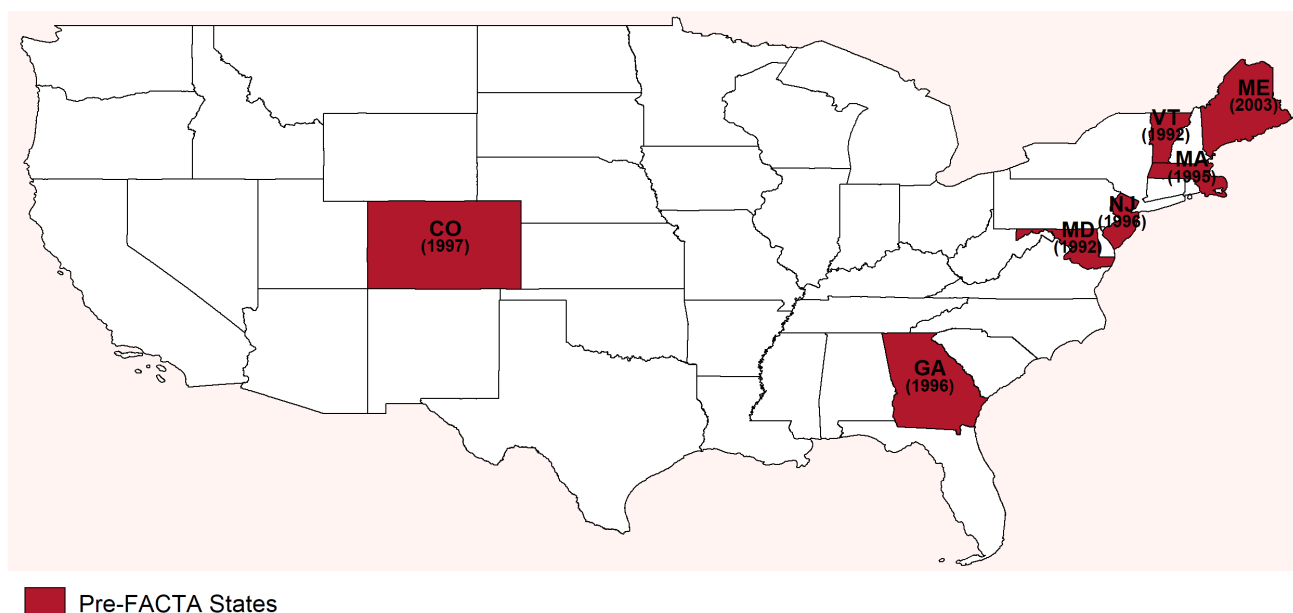 ME
(2003)
VT
(1992)
MA
(1995)
NJ
(1996)
MD
(1992)
CO
(1997)
GA
(1996)
Pre-FACTA States